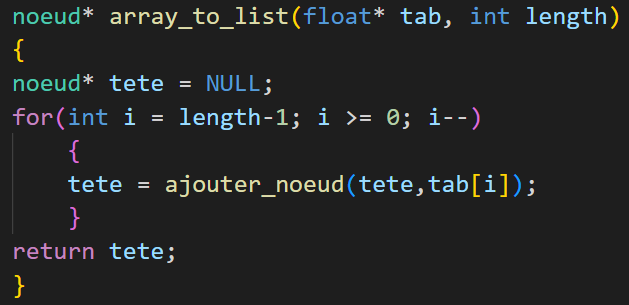 noeud* array_to_list(float* tab, int length)
{
noeud* tete = NULL;
for(int i = length-1; i >= 0; i--)
    {
    tete = ajouter_noeud(tete,tab[i]);
    }
return tete;
}